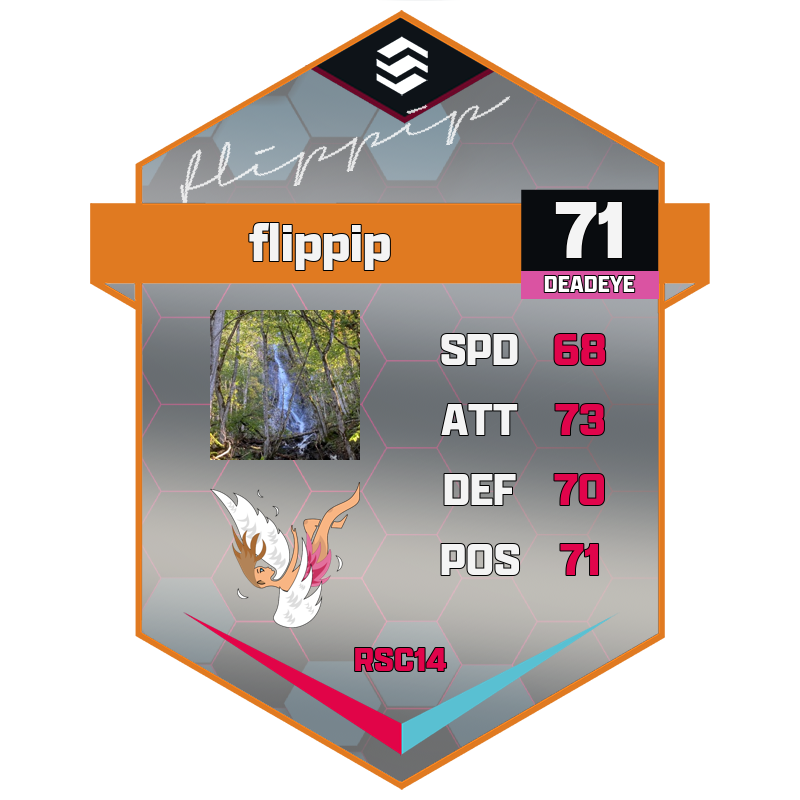 flippip
flippip
71
DEADEYE
SPD 68
ATT 73
DEF 70
POS 71
RSC14